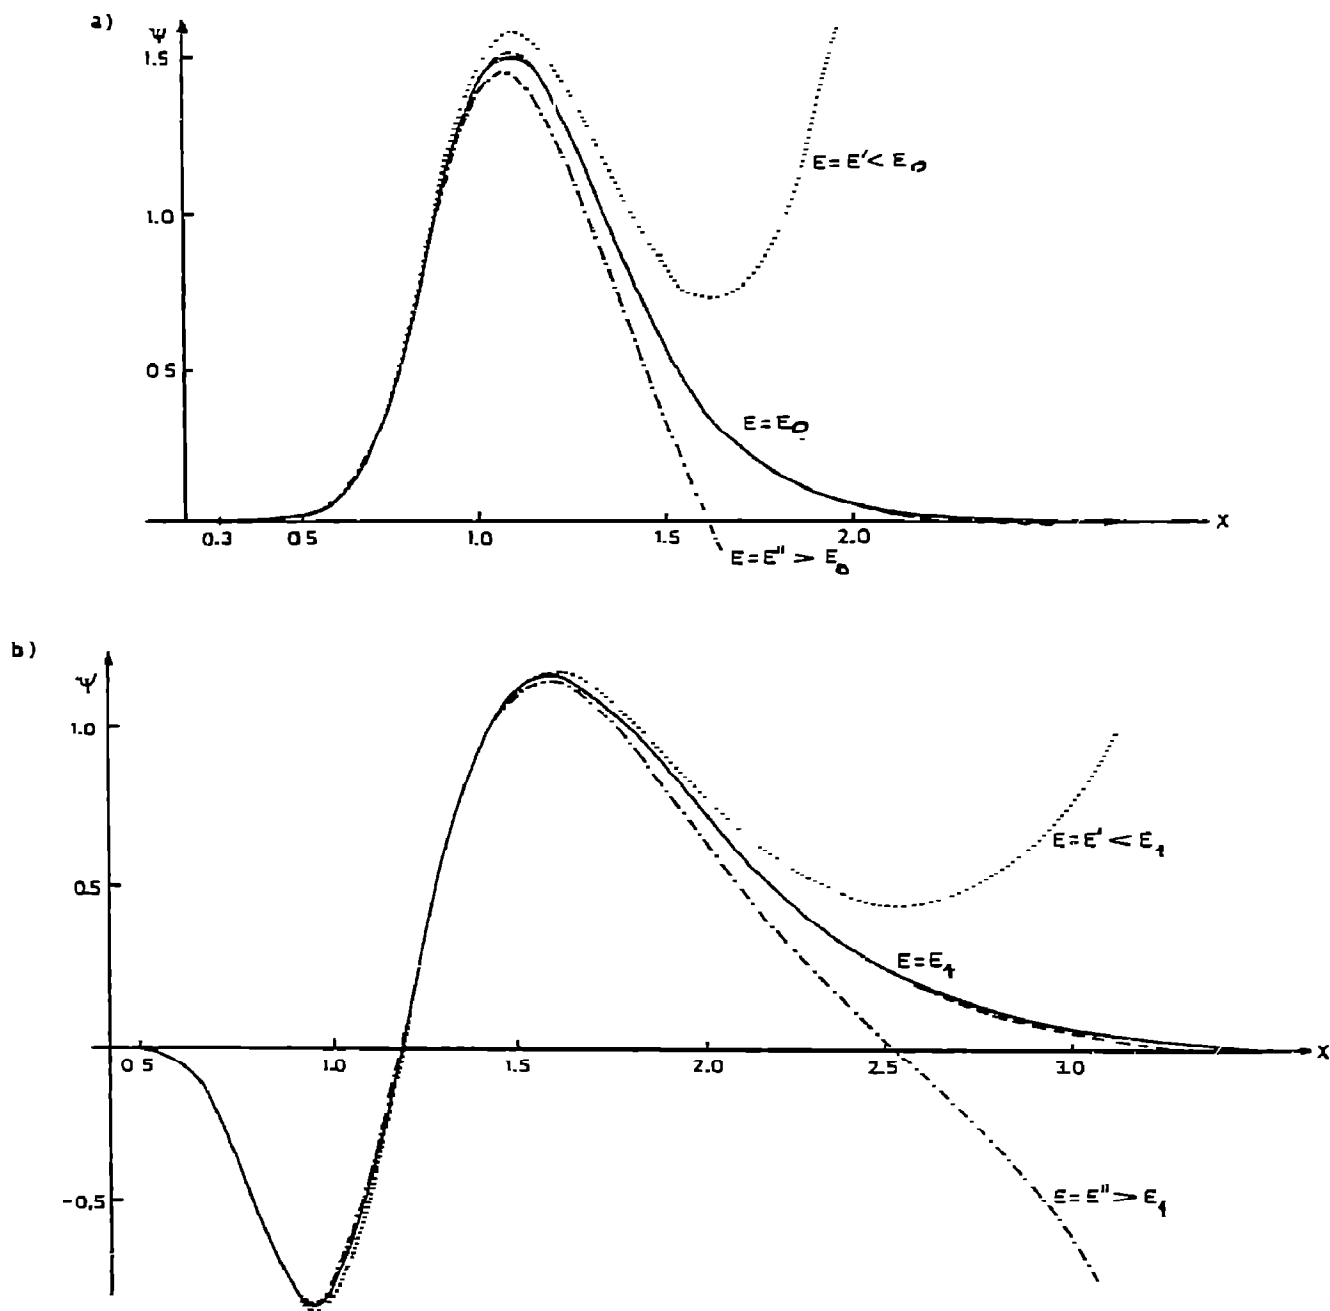 a)
Ψ
1.5
E = E' < E₀
1.0
0 5
E = E₀
0.3 0.5 1.0 1.5 2.0 X
E = E" > E₀
b)
Ψ
1.0
E = E' < E₁
0.5
E = E₁
0 5 1.0 1.5 2.0 2.5 3.0 X
-0,5
E = E" > E₁